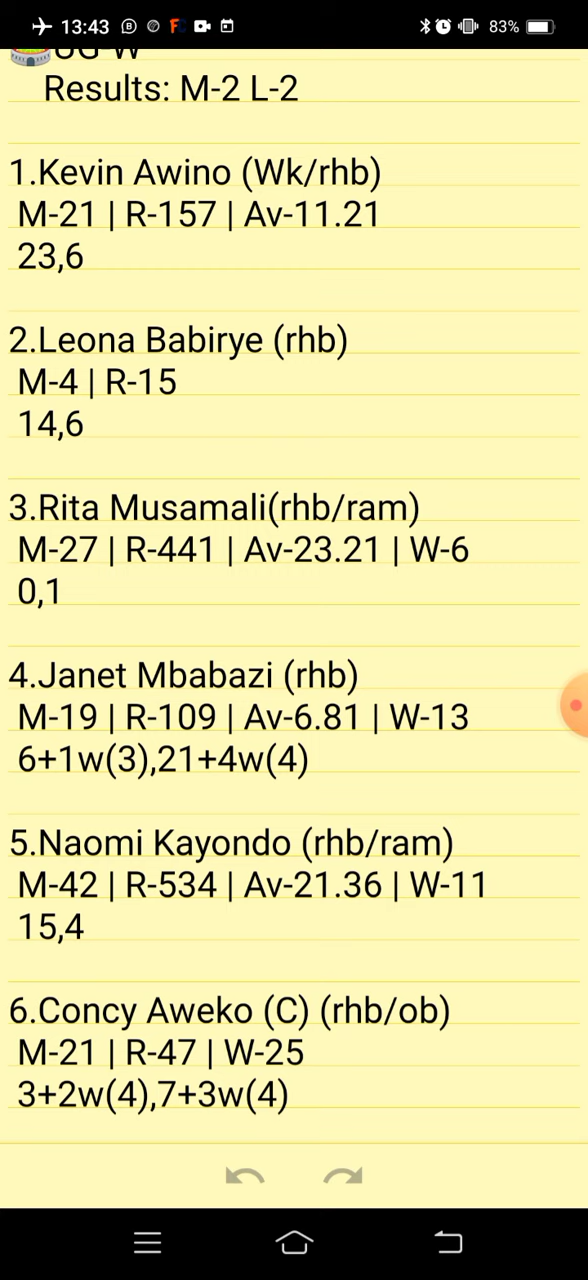 13:43
83%
UG-W
Results: M-2 L-2
1.Kevin Awino (Wk/rhb)
M-21 | R-157 | Av-11.21
23,6
2.Leona Babirye (rhb)
M-4 | R-15
14,6
3.Rita Musamali(rhb/ram)
M-27 | R-441 | Av-23.21 | W-6
0,1
4.Janet Mbabazi (rhb)
M-19 | R-109 | Av-6.81 | W-13
6+1w(3),21+4w(4)
5.Naomi Kayondo (rhb/ram)
M-42 | R-534 | Av-21.36 | W-11
15,4
6.Concy Aweko (C) (rhb/ob)
M-21 | R-47 | W-25
3+2w(4),7+3w(4)